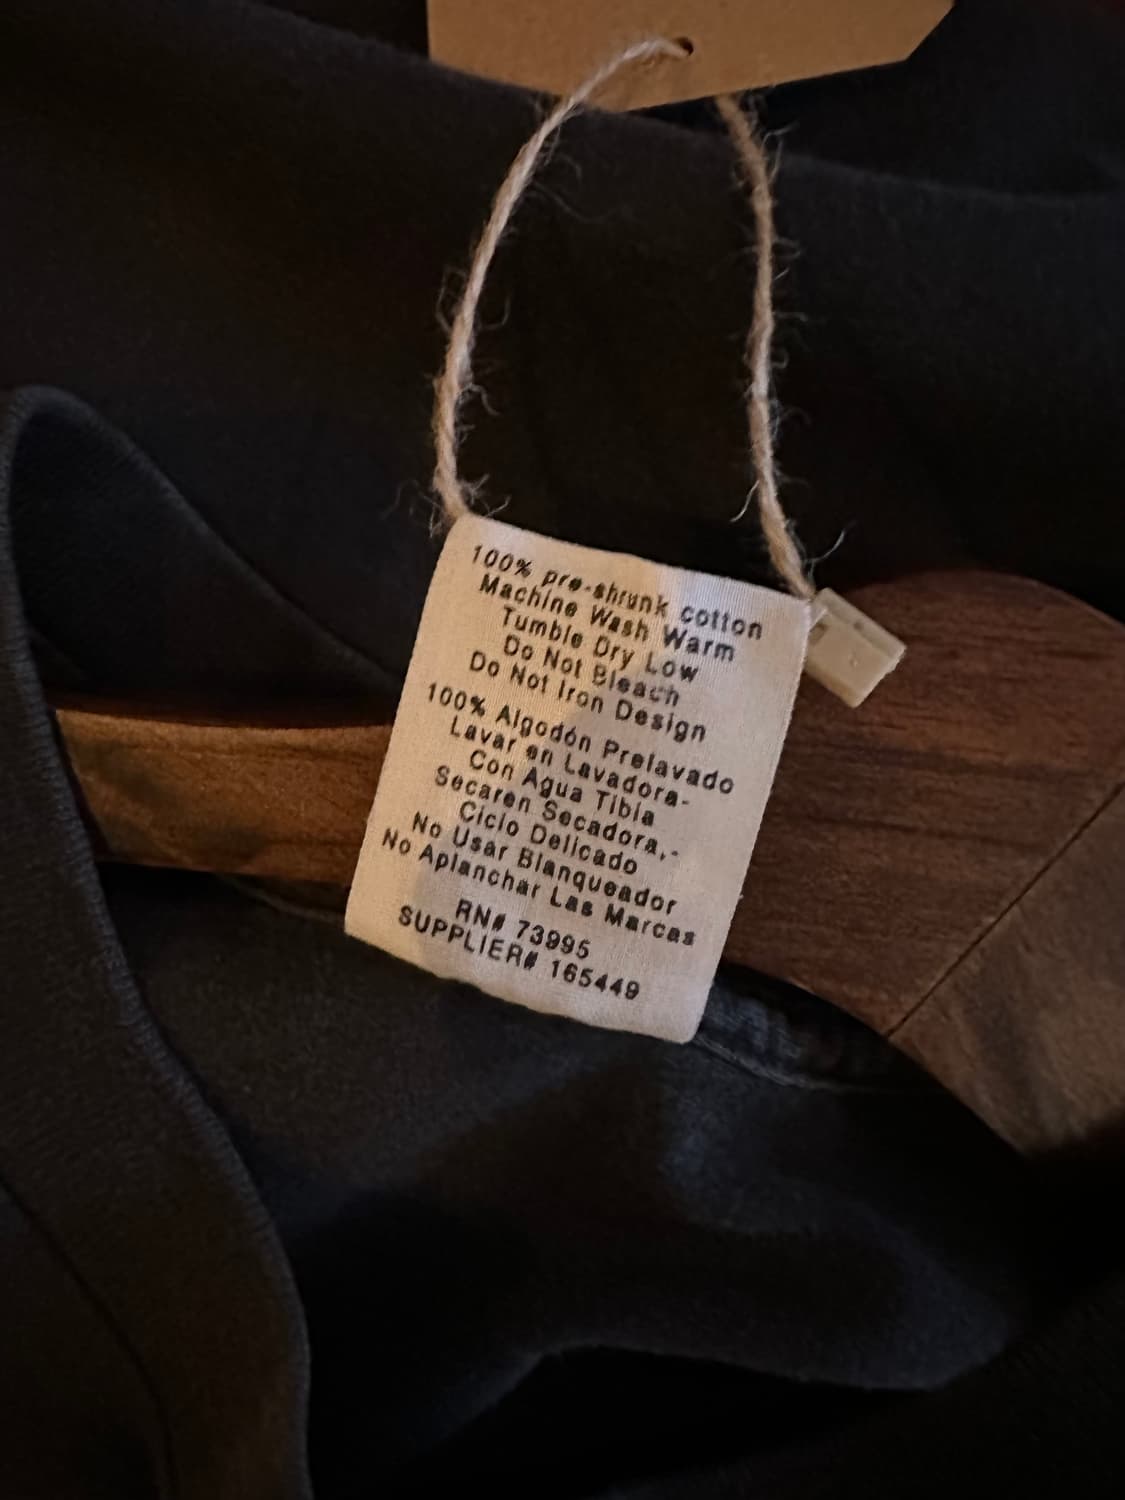 100% pre-shrunk cotton
Machine Wash Warm
Tumble Dry Low
Do Not Bleach
Do Not Iron Design
100% Algodón Prelavado
Lavar en Lavadora-
Con Agua Tibia
Secaren Secadora,-
Ciclo Delicado
No Usar Blanqueador
No Aplanchar Las Marcas
RN# 73995
SUPPLIER# 165449